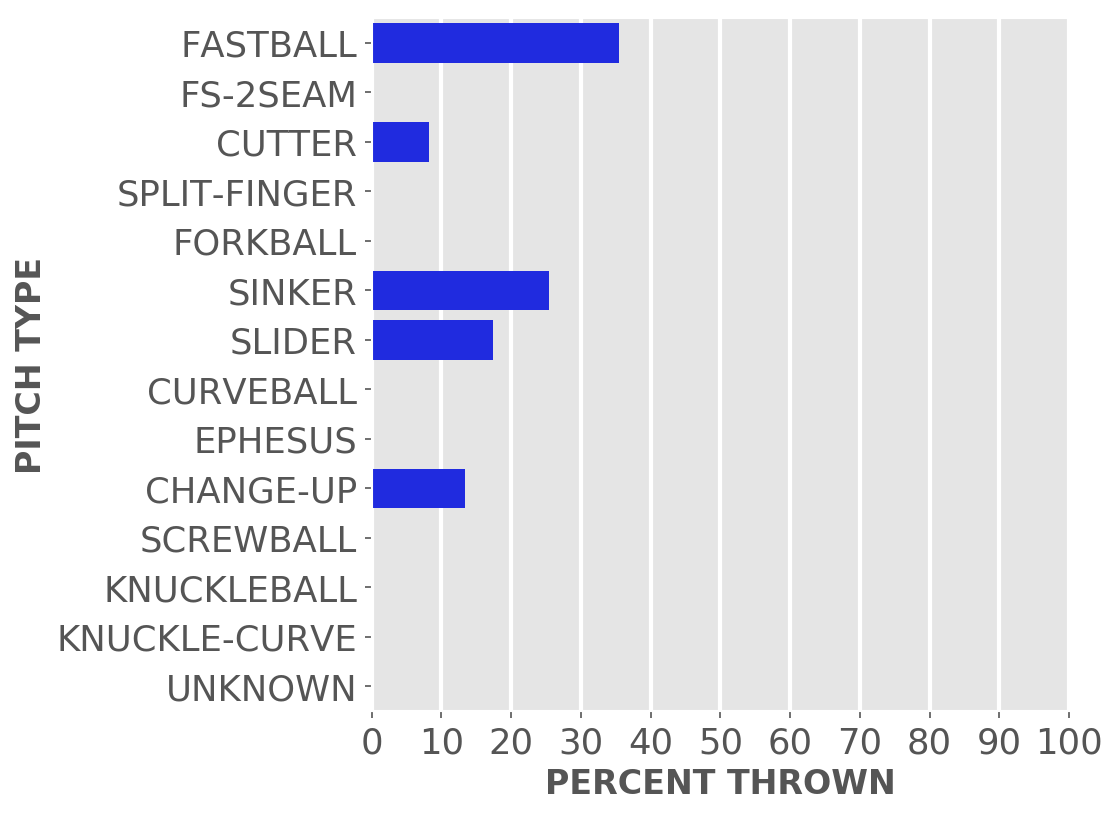 FASTBALL
FS-2SEAM
CUTTER
SPLIT-FINGER
FORKBALL
SINKER
SLIDER
CURVEBALL
EPHESUS
CHANGE-UP
SCREWBALL
KNUCKLEBALL
KNUCKLE-CURVE
UNKNOWN
PITCH TYPE
0 10 20 30 40 50 60 70 80 90 100
PERCENT THROWN